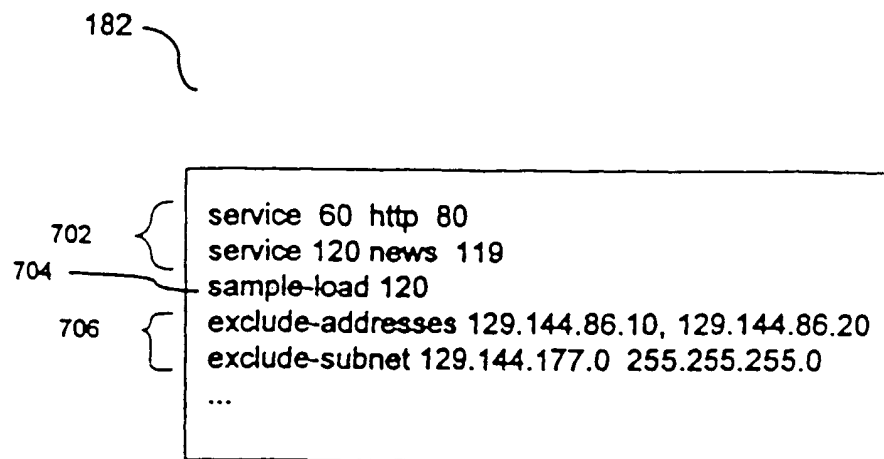 182
702
service 60 http 80
service 120 news 119
704
sample-load 120
706
exclude-addresses 129.144.86.10, 129.144.86.20
exclude-subnet 129.144.177.0 255.255.255.0
...